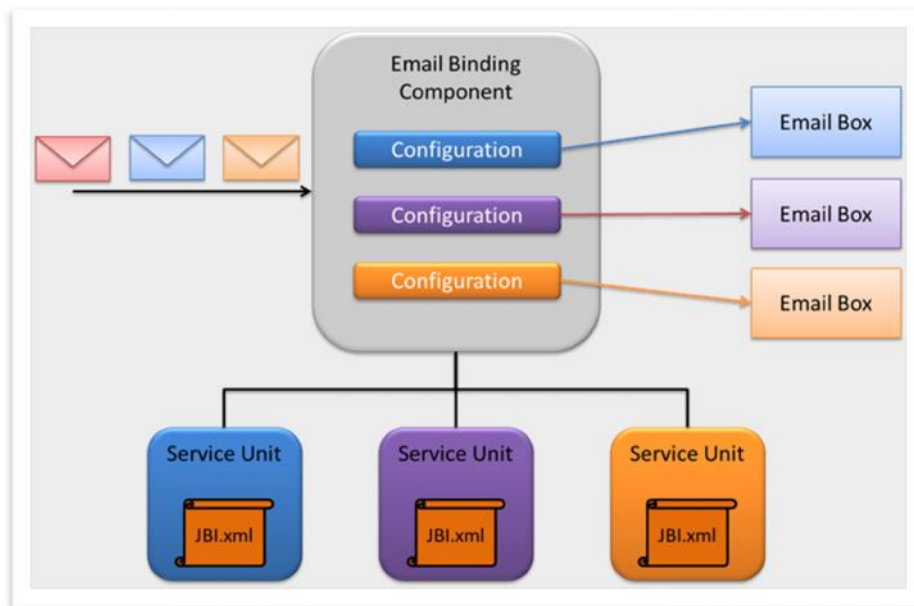 Email Binding
Component
Configuration
Configuration
Configuration
Email Box
Email Box
Email Box
Service Unit
JBI.xml
Service Unit
JBI.xml
Service Unit
JBI.xml